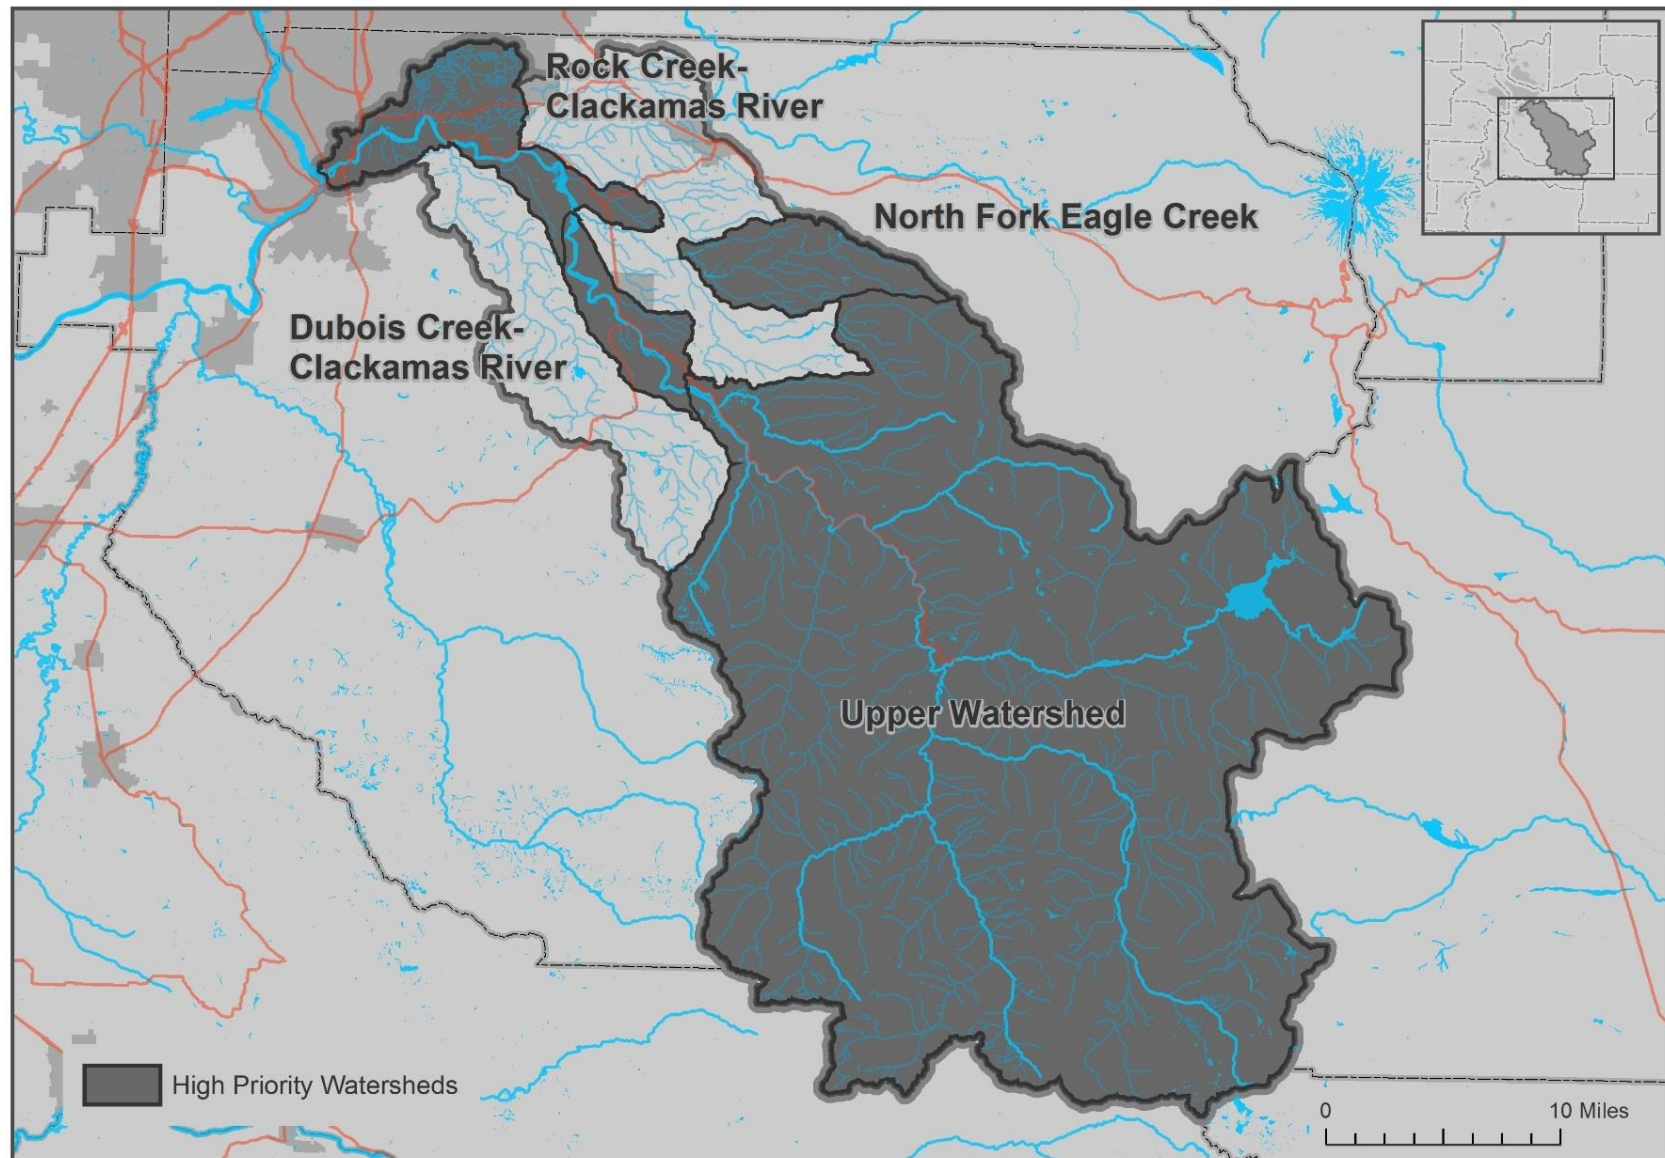 Rock Creek-
Clackamas River
North Fork Eagle Creek
Dubois Creek-
Clackamas River
Upper Watershed
High Priority Watersheds
0 10 Miles